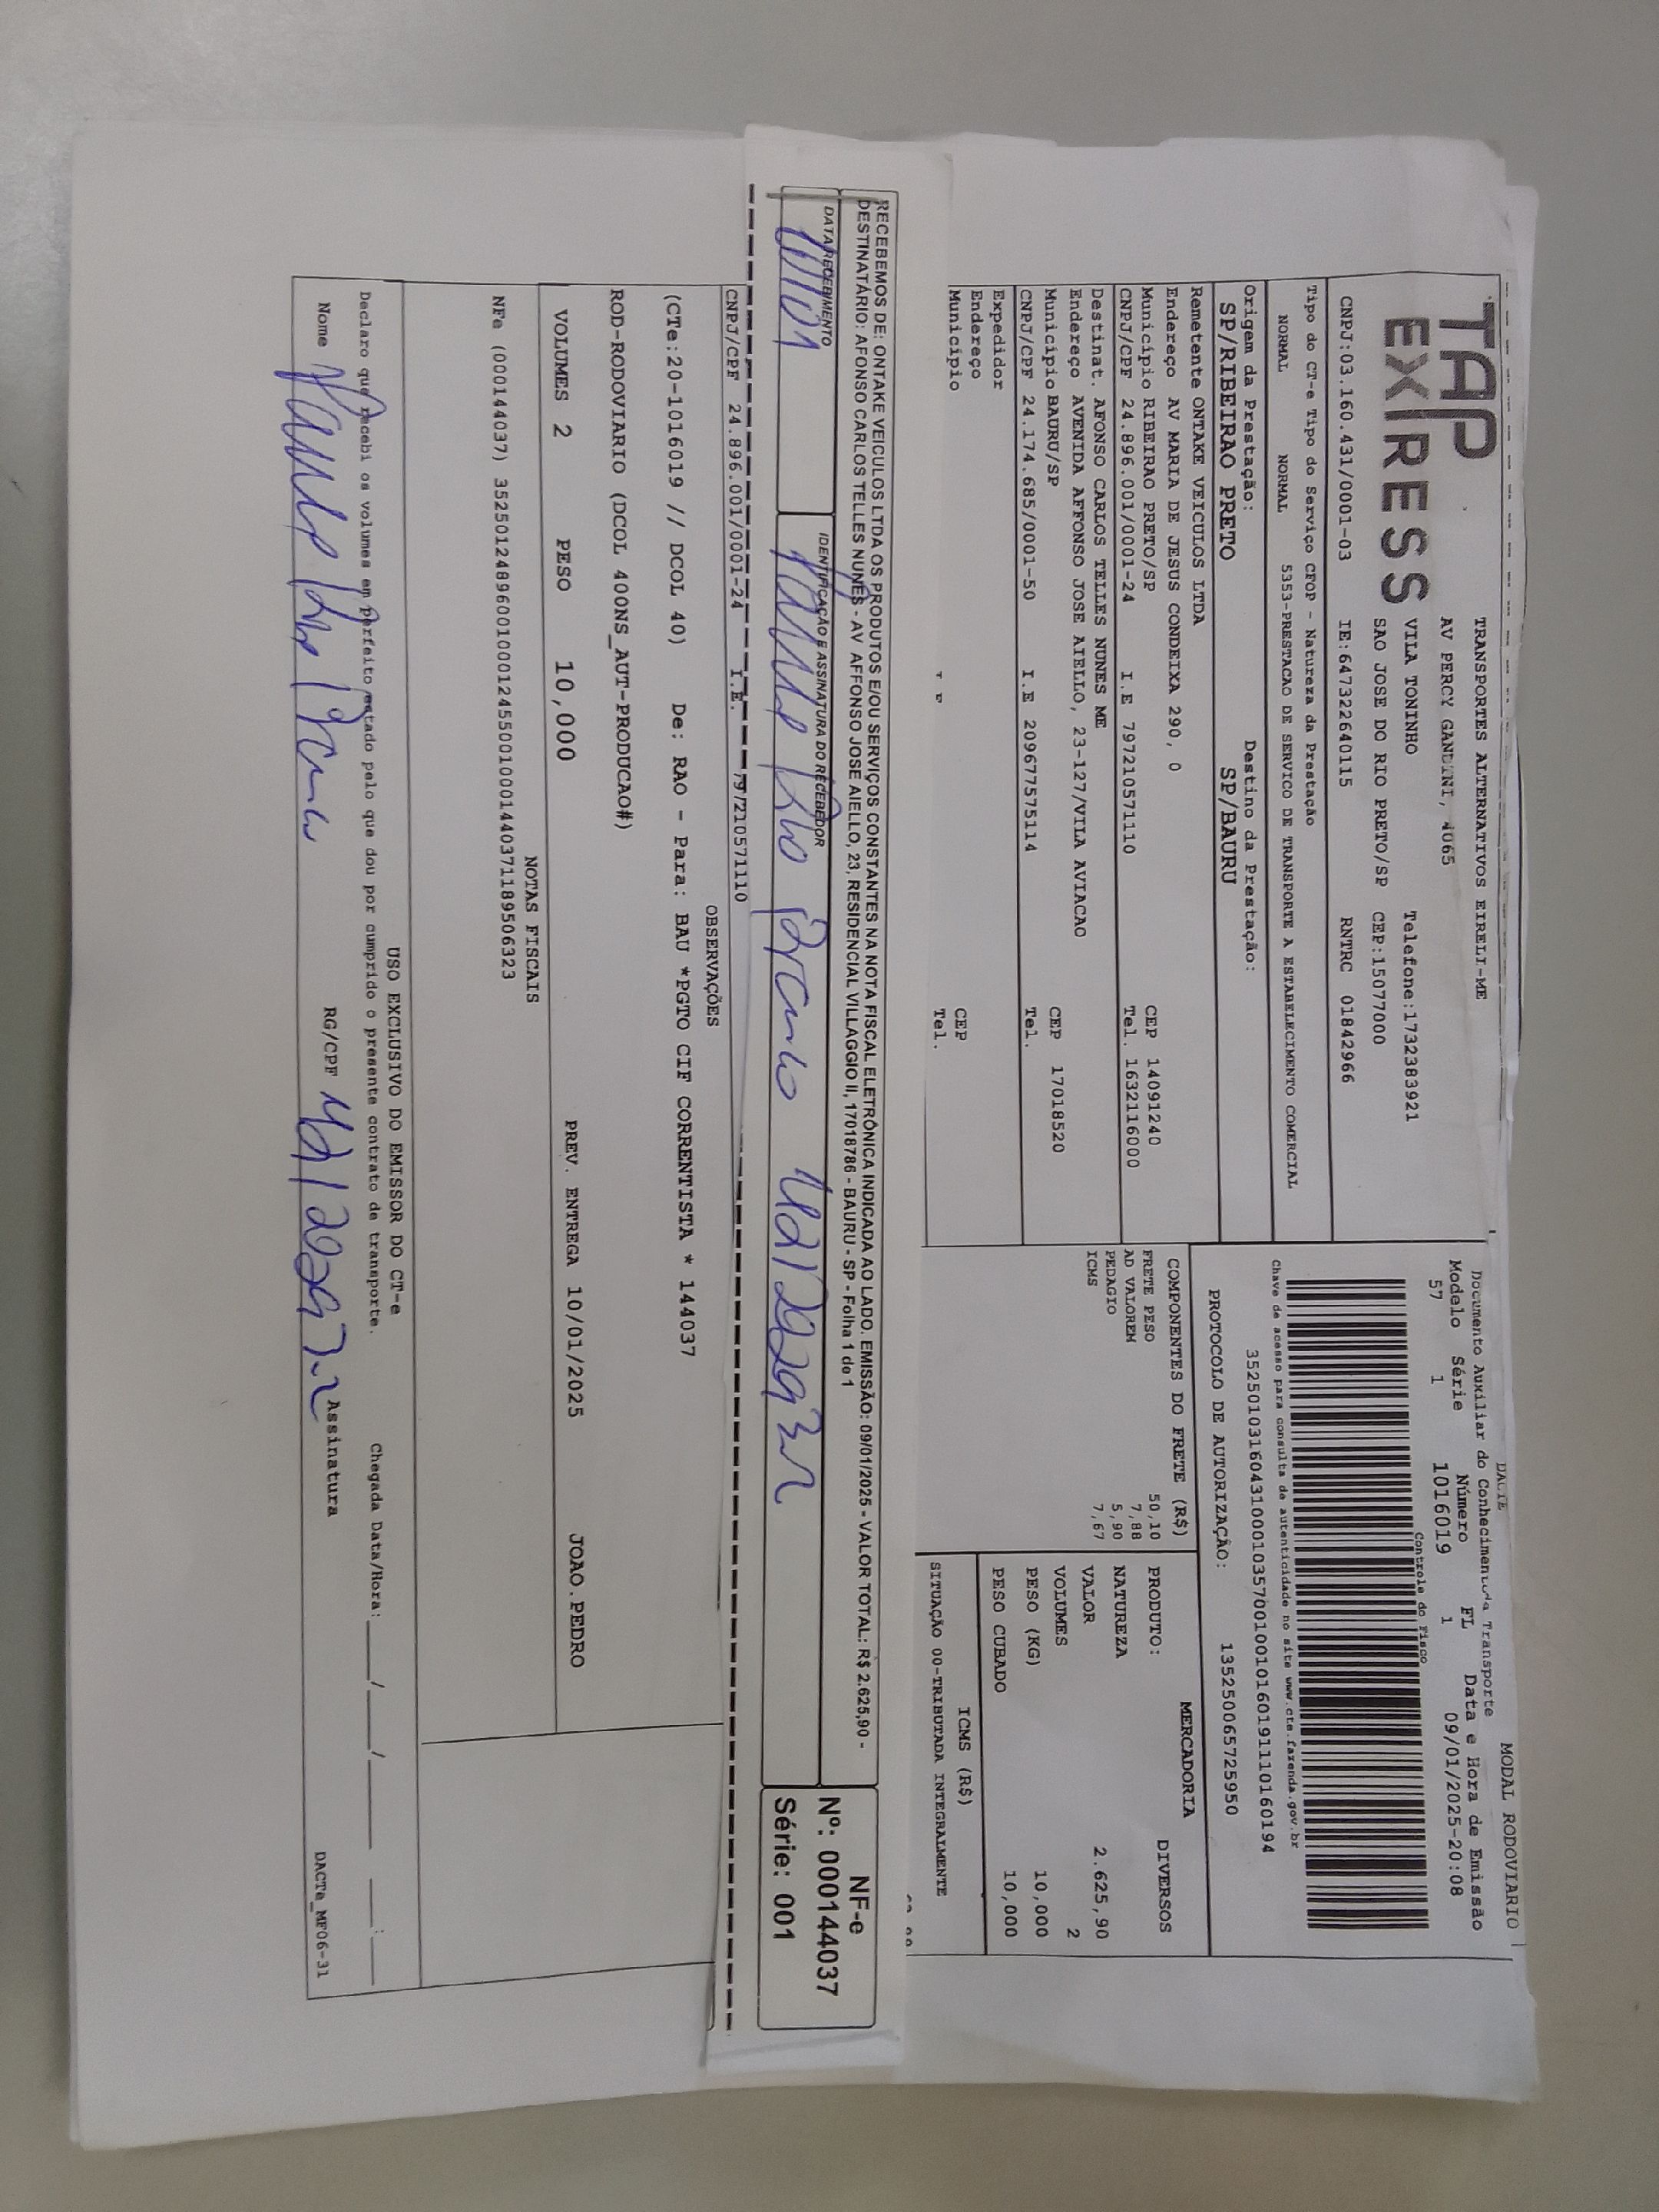 DACTE
MODAL RODOVIARIO
TAP
EXPRESS
TRANSPORTES ALTERNATIVOS EIRELI-ME
AV PERCY GANDINI, 4065
VILA TONINHO
Telefone:1732383921
SAO JOSE DO RIO PRETO/SP
CEP:15077000
CNPJ:03.160.431/0001-03
IE:647322640115
RNTRC 01842966
Documento Auxiliar do Conhecimento de Transporte
Modelo Série Número FL Data e Hora de Emissão
57 1 1016019 1 09/01/2025-20:08
Controle do Fisco
Chave de acesso para consulta de autenticidade no site www.cte.fazenda.gov.br
Tipo do CT-e Tipo do Serviço CFOP - Natureza da Prestação
NORMAL NORMAL 5353-PRESTACAO DE SERVICO DE TRANSPORTE A ESTABELECIMENTO COMERCIAL
Origem da Prestação: Destino da Prestação:
SP/RIBEIRAO PRETO SP/BAURU
PROTOCOLO DE AUTORIZAÇÃO: 135250065725950
Remetente ONTAKE VEICULOS LTDA
Endereço AV MARIA DE JESUS CONDEIXA 290, 0
Município RIBEIRAO PRETO/SP CEP 14091240
CNPJ/CPF 24.896.001/0001-24 I.E 797210571110 Tel. 1632116000
Destinat. AFONSO CARLOS TELLES NUNES ME
Endereço AVENIDA AFFONSO JOSE AIELLO, 23-127/VILA AVIACAO
Município BAURU/SP CEP 17018520
CNPJ/CPF 24.174.685/0001-50 I.E 209677575114 Tel.
Expedidor
Endereço
Município CEP
Tel.
COMPONENTES DO FRETE (R$)
FRETE PESO 50,10
AD VALOREM 7,88
PEDAGIO 5,90
ICMS 7,67
MERCADORIA
PRODUTO: DIVERSOS
NATUREZA
VALOR 2.625,90
VOLUMES 2
PESO (KG) 10,000
PESO CUBADO 10,000
ICMS (R$)
SITUAÇÃO 00-TRIBUTADA INTEGRALMENTE
RECEBEMOS DE: ONTAKE VEICULOS LTDA OS PRODUTOS E/OU SERVIÇOS CONSTANTES NA NOTA FISCAL ELETRÔNICA INDICADA AO LADO. EMISSÃO: 09/01/2025 - VALOR TOTAL: R$ 2.625,90 -
DESTINATÁRIO: AFONSO CARLOS TELLES NUNES - AV AFFONSO JOSE AIELLO, 23, RESIDENCIAL VILLAGGIO II, 17018786 - BAURU - SP - Folha 1 de 1
DATA RECEBIMENTO
IDENTIFICAÇÃO E ASSINATURA DO RECEBEDOR
NF-e
Nº: 000144037
Série: 001
CNPJ/CPF 24.896.001/0001-24 I.E. 797210571110
OBSERVAÇÕES
(CTe:20-1016019 // DCOL 40) De: RAO - Para: BAU *PGTO CIF CORRENTISTA * 144037
ROD-RODOVIARIO (DCOL 400NS_AUT-PRODUCAO#)
VOLUMES 2 PESO 10,000 PREV. ENTREGA 10/01/2025 JOAO.PEDRO
NOTAS FISCAIS
NFe (000144037) 35250124896001000124550010001440371189506323
USO EXCLUSIVO DO EMISSOR DO CT-e
Declaro que recebi os volumes em perfeito estado pelo que dou por cumprido o presente contrato de transporte. Chegada Data/Hora: ___/___/___ ___:___
Nome RG/CPF Assinatura
DACTe_MF06-31